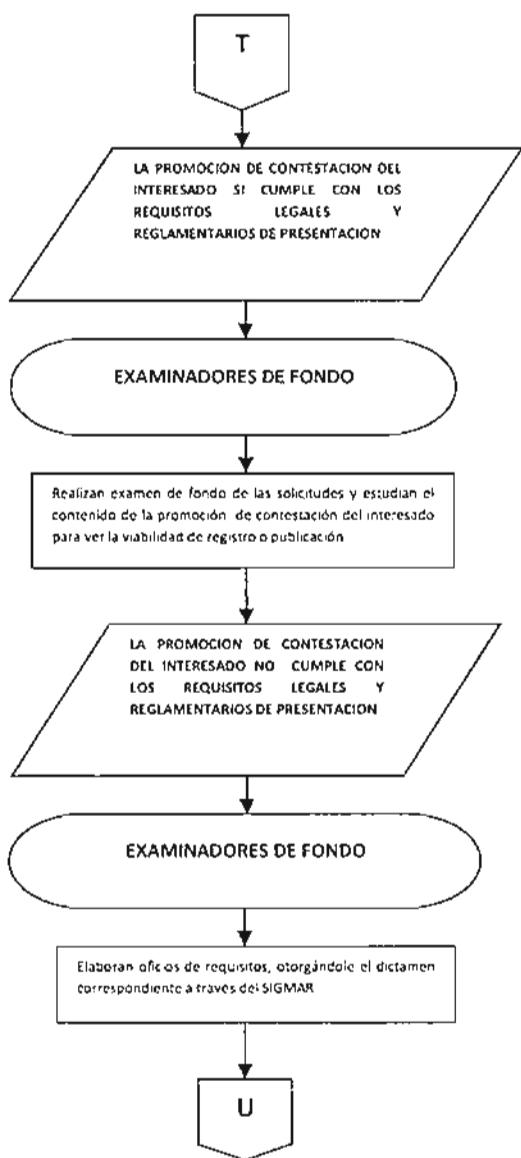 T
LA PROMOCION DE CONTESTACION DEL
INTERESADO SI CUMPLE CON LOS
REQUISITOS LEGALES Y
REGLAMENTARIOS DE PRESENTACION
EXAMINADORES DE FONDO
Realizan examen de fondo de las solicitudes y estudian el
contenido de la promoción de contestación del interesado
para ver la viabilidad de registro o publicación
LA PROMOCION DE CONTESTACION
DEL INTERESADO NO CUMPLE CON
LOS REQUISITOS LEGALES Y
REGLAMENTARIOS DE PRESENTACION
EXAMINADORES DE FONDO
Elaboran oficios de requisitos, otorgándole el dictamen
correspondiente a través del SIGMAR
U